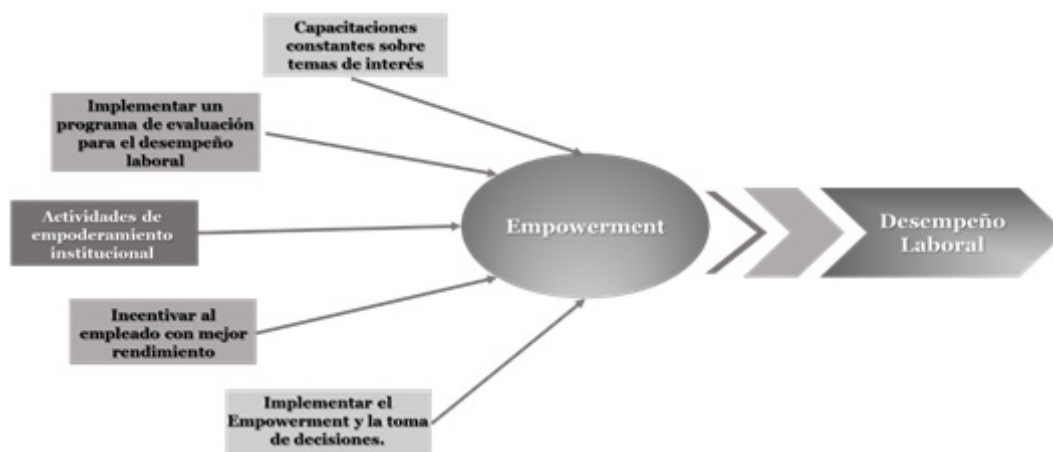 Capacitaciones
constantes sobre
temas de interés
Implementar un
programa de evaluación
para el desempeño
laboral
Actividades de
empoderamiento
institucional
Empowerment
Desempeño
Laboral
Incentivar al
empleado con mejor
rendimiento
Implementar el
Empowerment y la toma
de decisiones.